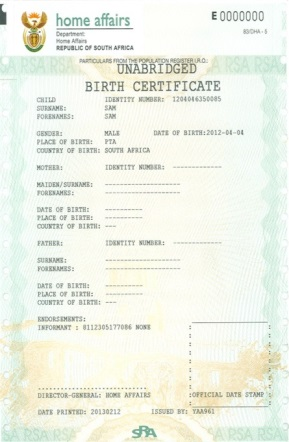 home affairs
E 0000000
Department:
Home Affairs
REPUBLIC OF SOUTH AFRICA
PARTICULARS FROM THE POPULATION REGISTER I.R.O.:
UNABRIDGED
BIRTH CERTIFICATE
CHILD IDENTITY NUMBER: 1204046350085
SURNAME: SAM
FORENAMES: SAM
GENDER: MALE DATE OF BIRTH:2012-04-04
PLACE OF BIRTH: PTA
COUNTRY OF BIRTH: SOUTH AFRICA
MOTHER: IDENTITY NUMBER: -------------
MAIDEN/SURNAME: --------------------
FORENAMES: --------------------
DATE OF BIRTH: ----------
PLACE OF BIRTH: ----------
COUNTRY OF BIRTH: ---
FATHER: IDENTITY NUMBER: -------------
SURNAME: --------------------
FORENAMES: --------------------
DATE OF BIRTH: ----------
PLACE OF BIRTH: ----------
COUNTRY OF BIRTH: ---
ENDORSEMENTS:
INFORMANT : 8112305177086 NONE
DIRECTOR-GENERAL: HOME AFFAIRS :OFFICIAL DATE STAMP :
DATE PRINTED: 20130212 ISSUED BY: YAA961